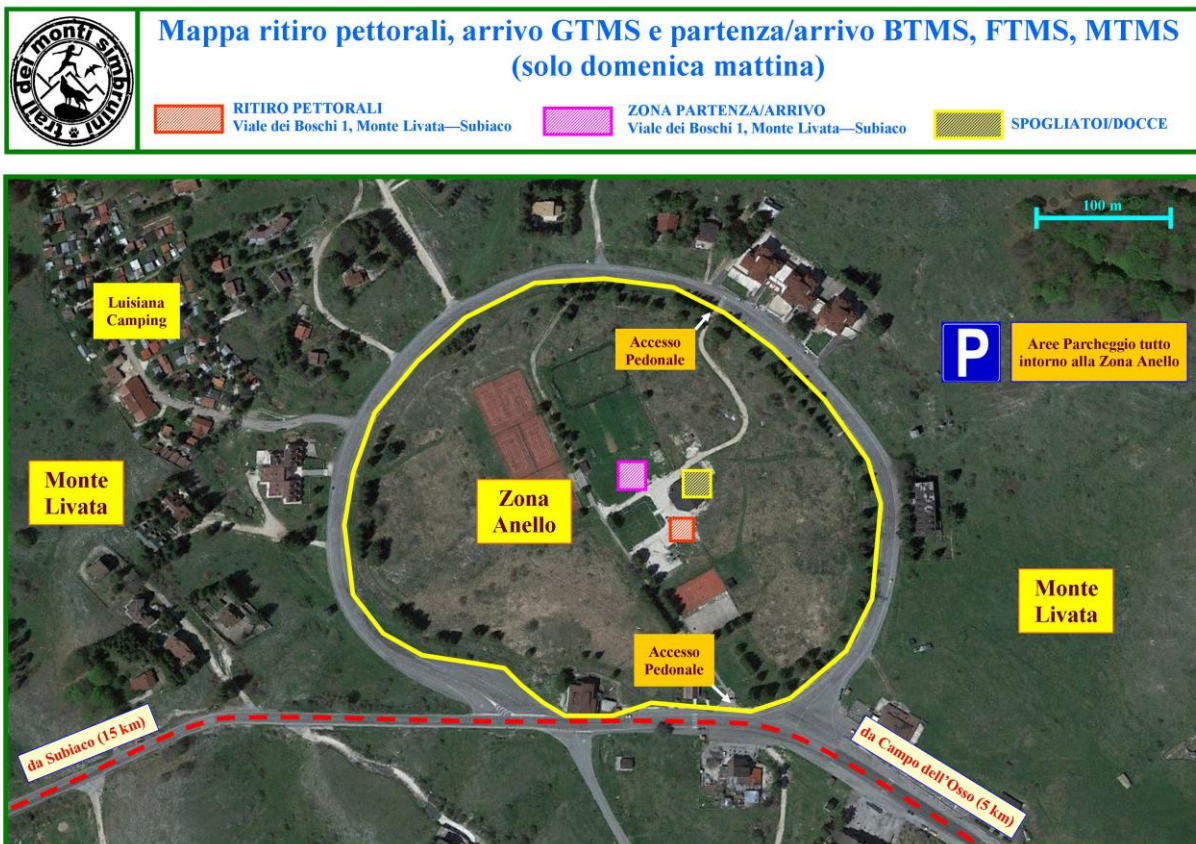 trail dei monti simbruini
Mappa ritiro pettorali, arrivo GTMS e partenza/arrivo BTMS, FTMS, MTMS
(solo domenica mattina)
RITIRO PETTORALI
Viale dei Boschi 1, Monte Livata—Subiaco
ZONA PARTENZA/ARRIVO
Viale dei Boschi 1, Monte Livata—Subiaco
SPOGLIATOI/DOCCE
100 m
Luisiana
Camping
Accesso
Pedonale
P
Aree Parcheggio tutto
intorno alla Zona Anello
Monte
Livata
Zona
Anello
Monte
Livata
Accesso
Pedonale
da Subiaco (15 km)
da Campo dell'Osso (5 km)